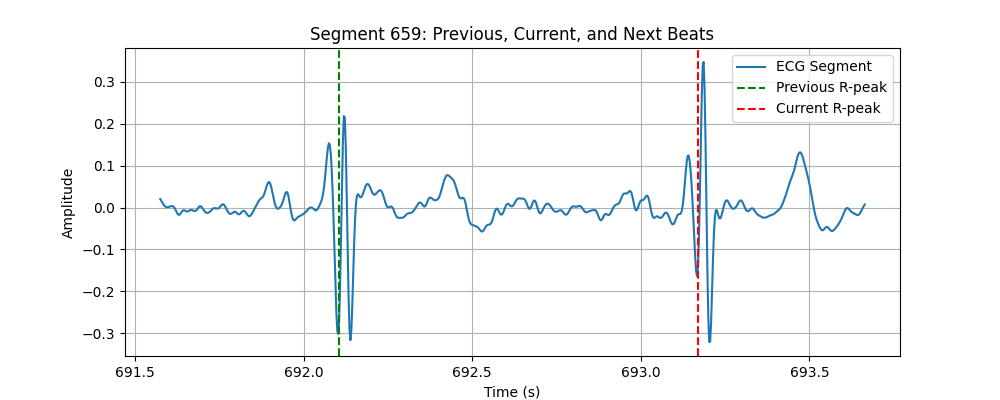 Segment 659: Previous, Current, and Next Beats
ECG Segment
Previous R-peak
Current R-peak
Amplitude
0.3
0.2
0.1
0.0
−0.1
−0.2
−0.3
691.5 692.0 692.5 693.0 693.5
Time (s)